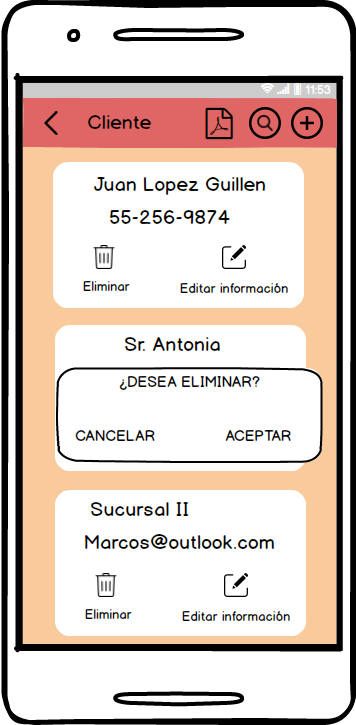 11:53
Cliente
Juan Lopez Guillen
55-256-9874
Eliminar
Editar información
Sr. Antonia
¿DESEA ELIMINAR?
CANCELAR
ACEPTAR
Sucursal II
Marcos@outlook.com
Eliminar
Editar información